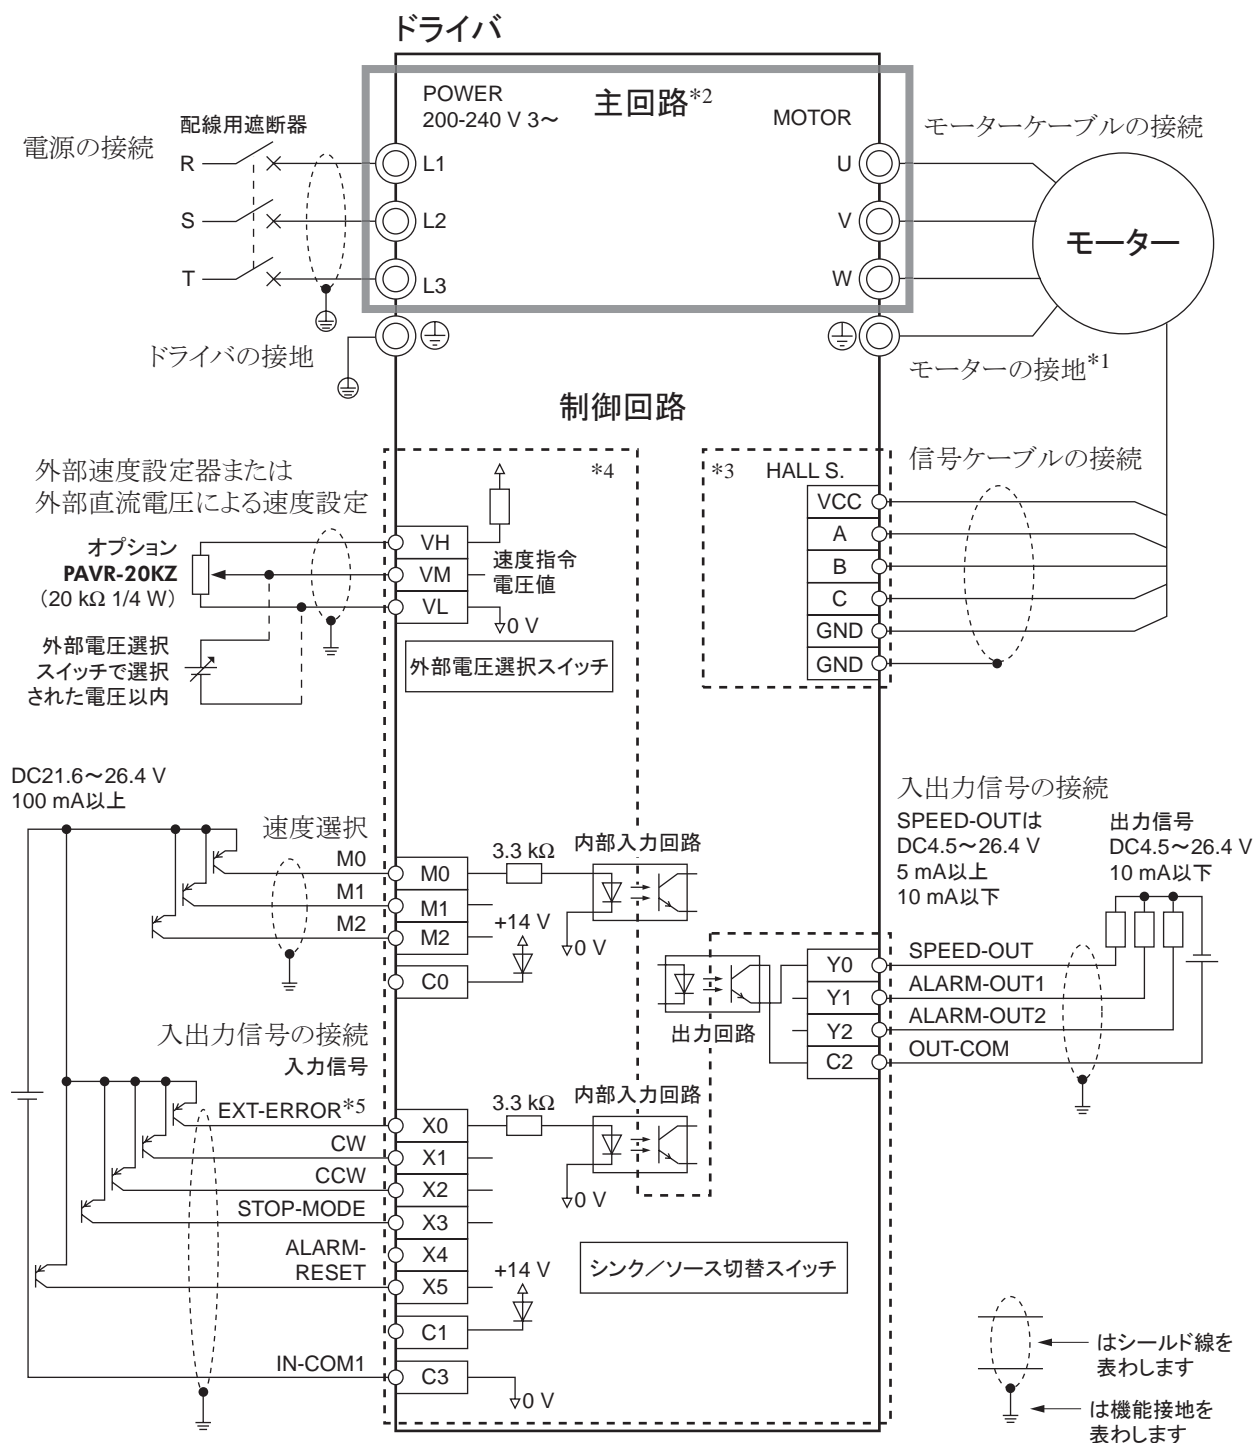 ドライバ
POWER
200-240 V 3～
主回路*2
MOTOR
配線用遮断器
電源の接続
モーターケーブルの接続
R
L1
U
S
L2
V
モーター
T
L3
W
ドライバの接地
モーターの接地*1
制御回路
外部速度設定器または
外部直流電圧による速度設定
*4
*3
HALL S.
信号ケーブルの接続
VCC
A
B
C
GND
GND
オプション
PAVR-20KZ
（20 kΩ 1/4 W）
VH
VM
VL
速度指令
電圧値
0 V
外部電圧選択
スイッチで選択
された電圧以内
外部電圧選択スイッチ
DC21.6～26.4 V
100 mA以上
速度選択
M0
M1
M2
M0
M1
M2
C0
3.3 kΩ
+14 V
内部入力回路
0 V
入出力信号の接続
SPEED-OUTは
DC4.5～26.4 V
5 mA以上
10 mA以下
出力信号
DC4.5～26.4 V
10 mA以下
出力回路
Y0
Y1
Y2
C2
SPEED-OUT
ALARM-OUT1
ALARM-OUT2
OUT-COM
入出力信号の接続
入力信号
EXT-ERROR*5
CW
CCW
STOP-MODE
ALARM-
RESET
IN-COM1
X0
X1
X2
X3
X4
X5
C1
C3
3.3 kΩ
内部入力回路
0 V
+14 V
0 V
シンク／ソース切替スイッチ
はシールド線を
表わします
は機能接地を
表わします